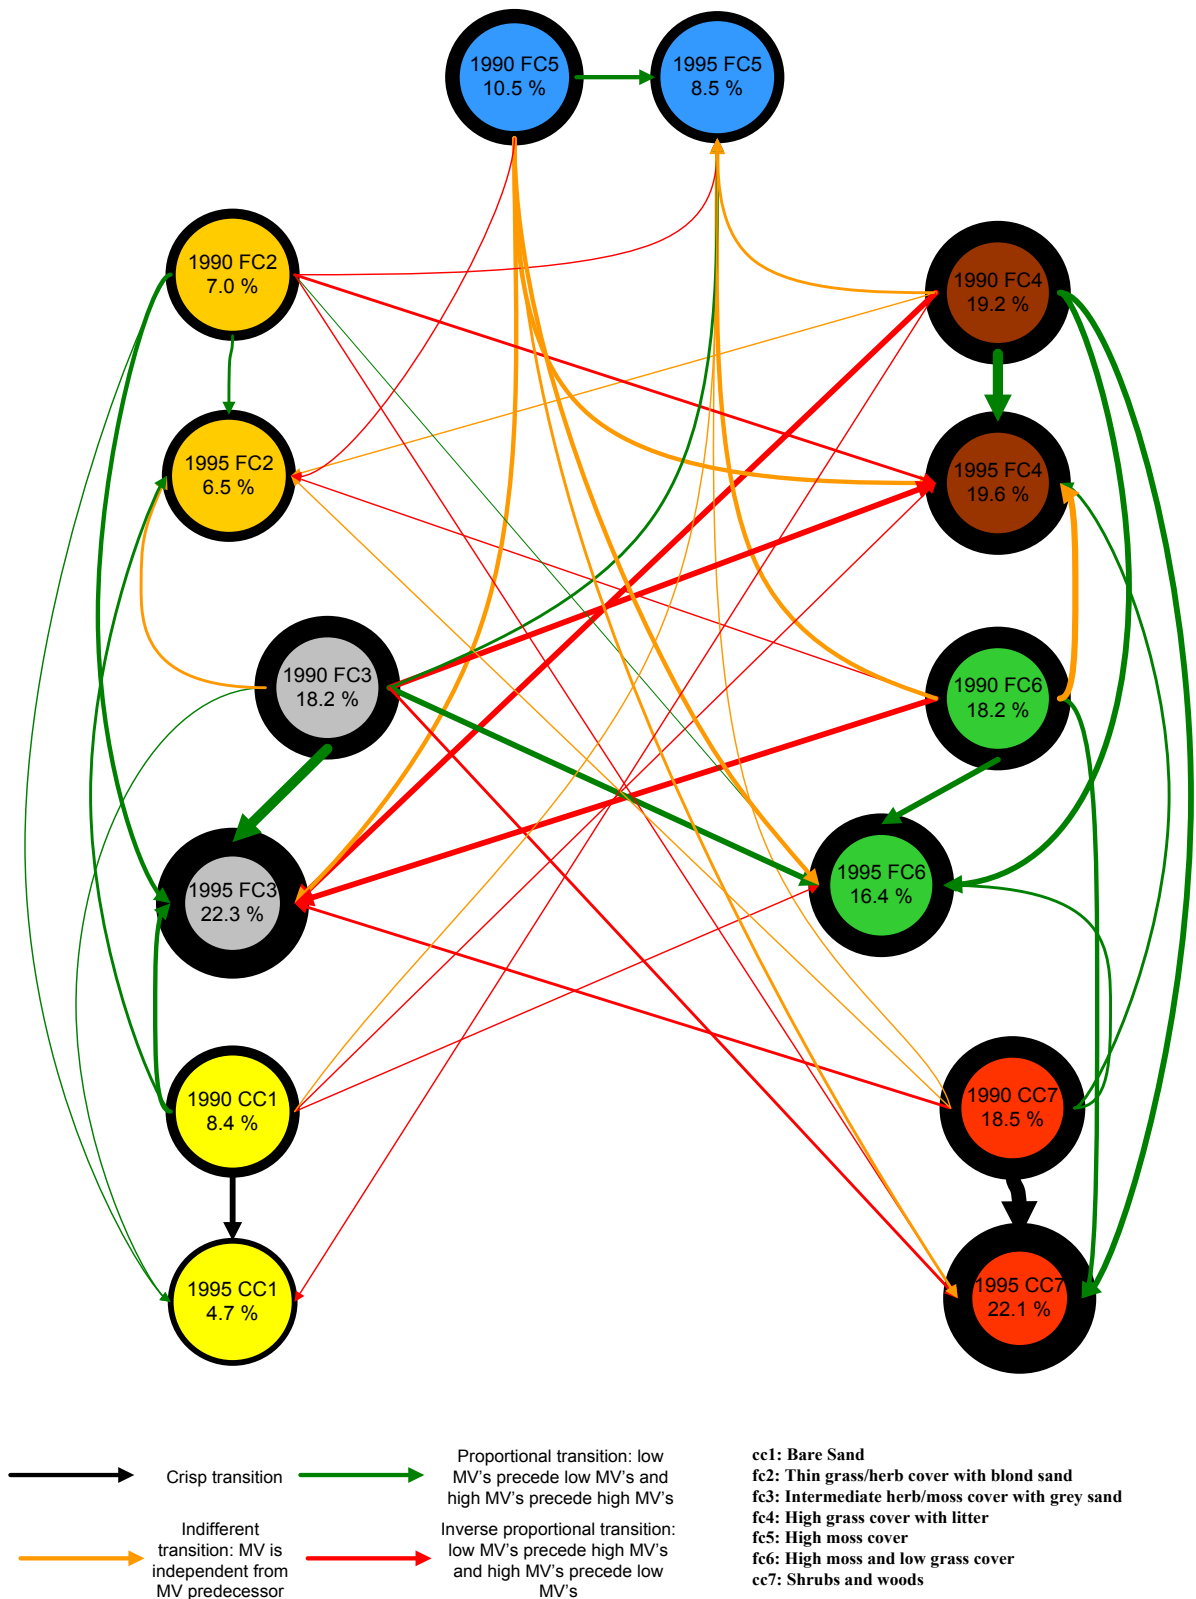 1990 FC5
10.5 %
1995 FC5
8.5 %
1990 FC2
7.0 %
1990 FC4
19.2 %
1995 FC2
6.5 %
1995 FC4
19.6 %
1990 FC3
18.2 %
1990 FC6
18.2 %
1995 FC3
22.3 %
1995 FC6
16.4 %
1990 CC1
8.4 %
1990 CC7
18.5 %
1995 CC1
4.7 %
1995 CC7
22.1 %
Crisp transition
Proportional transition: low
MV's precede low MV's and
high MV's precede high MV's
Indifferent
transition: MV is
independent from
MV predecessor
Inverse proportional transition:
low MV's precede high MV's
and high MV's precede low
MV's
cc1: Bare Sand
fc2: Thin grass/herb cover with blond sand
fc3: Intermediate herb/moss cover with grey sand
fc4: High grass cover with litter
fc5: High moss cover
fc6: High moss and low grass cover
cc7: Shrubs and woods